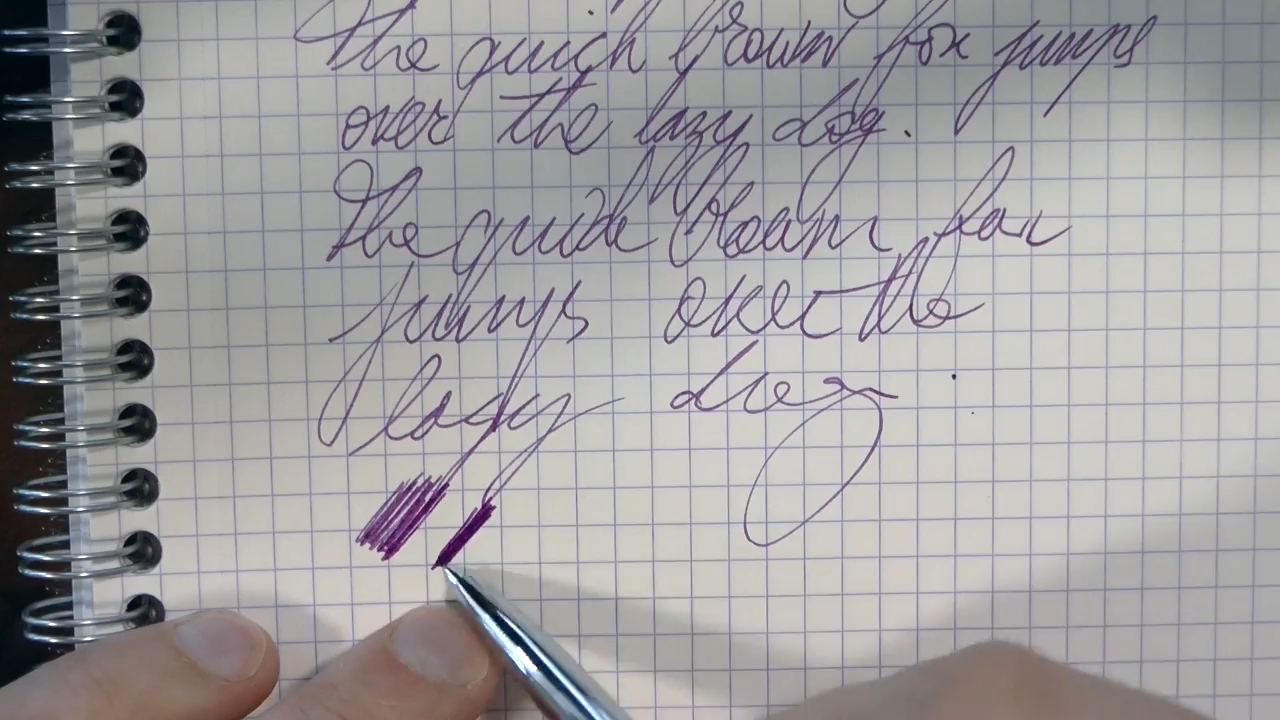 The quick brown fox jumps
over the lazy dog.
The quick brown fox
jumps over the
lazy dog.